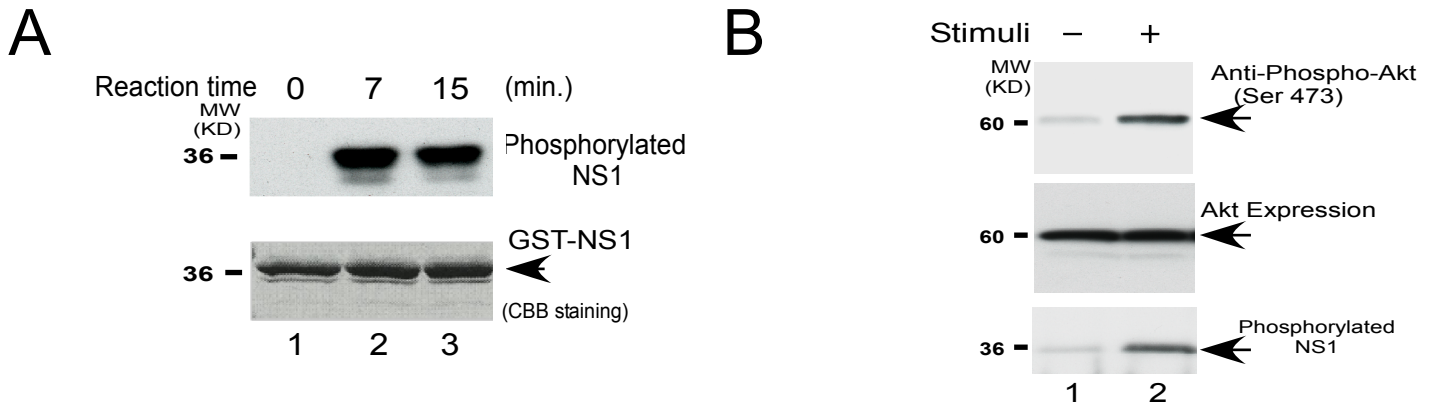 A
Reaction time 0 7 15 (min.)
MW
(KD)
36
Phosphorylated
NS1
GST-NS1
36
(CBB staining)
1 2 3
B
Stimuli − +
MW
(KD)
Anti-Phospho-Akt
(Ser 473)
60
Akt Expression
60
Phosphorylated
NS1
36
1 2